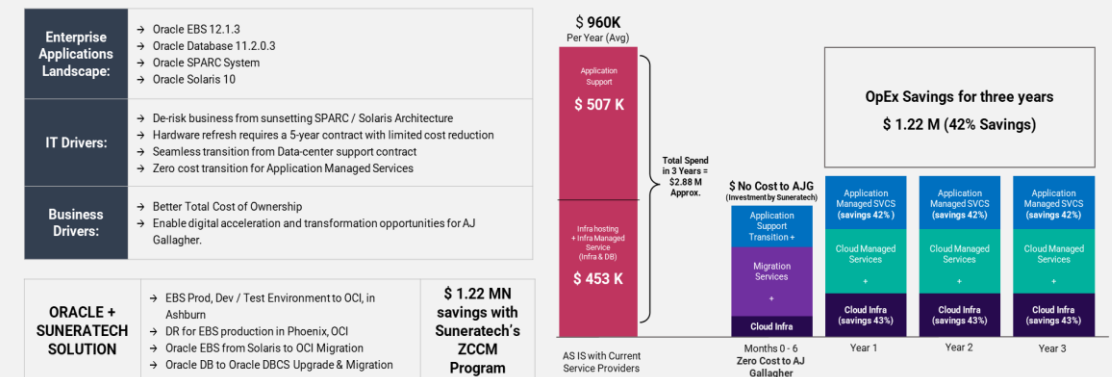 Enterprise
Applications
Landscape:
→ Oracle EBS 12.1.3
→ Oracle Database 11.2.0.3
→ Oracle SPARC System
→ Oracle Solaris 10
IT Drivers:
→ De-risk business from sunsetting SPARC / Solaris Architecture
→ Hardware refresh requires a 5-year contract with limited cost reduction
→ Seamless transition from Data-center support contract
→ Zero cost transition for Application Managed Services
Business
Drivers:
→ Better Total Cost of Ownership
→ Enable digital acceleration and transformation opportunities for AJ
Gallagher.
ORACLE +
SUNERATECH
SOLUTION
→ EBS Prod, Dev / Test Environment to OCI, in
Ashburn
→ DR for EBS production in Phoenix, OCI
→ Oracle EBS from Solaris to OCI Migration
→ Oracle DB to Oracle DBCS Upgrade & Migration
$ 1.22 MN
savings with
Suneratech's
ZCCM
Program
$ 960K
Per Year (Avg)
Application
Support
$ 507 K
Infra hosting
+ Infra Managed
Service
(Infra & DB)
$ 453 K
AS IS with Current
Service Providers
Total Spend
in 3 Years =
$2.88 M
Approx.
$ No Cost to AJG
(Investment by Suneratech)
Application
Support
Transition +
Migration
Services
+
Cloud Infra
Months 0 - 6
Zero Cost to AJ
Gallagher
OpEx Savings for three years
$ 1.22 M (42% Savings)
Application
Managed SVCS
(savings 42% )
Cloud Managed
Services
+
Cloud Infra
(savings 43%)
Year 1
Application
Managed SVCS
(savings 42%)
Cloud Managed
Services
+
Cloud Infra
(savings 43%)
Year 2
Application
Managed SVCS
(savings 42%)
Cloud Managed
Services
+
Cloud Infra
(savings 43%)
Year 3